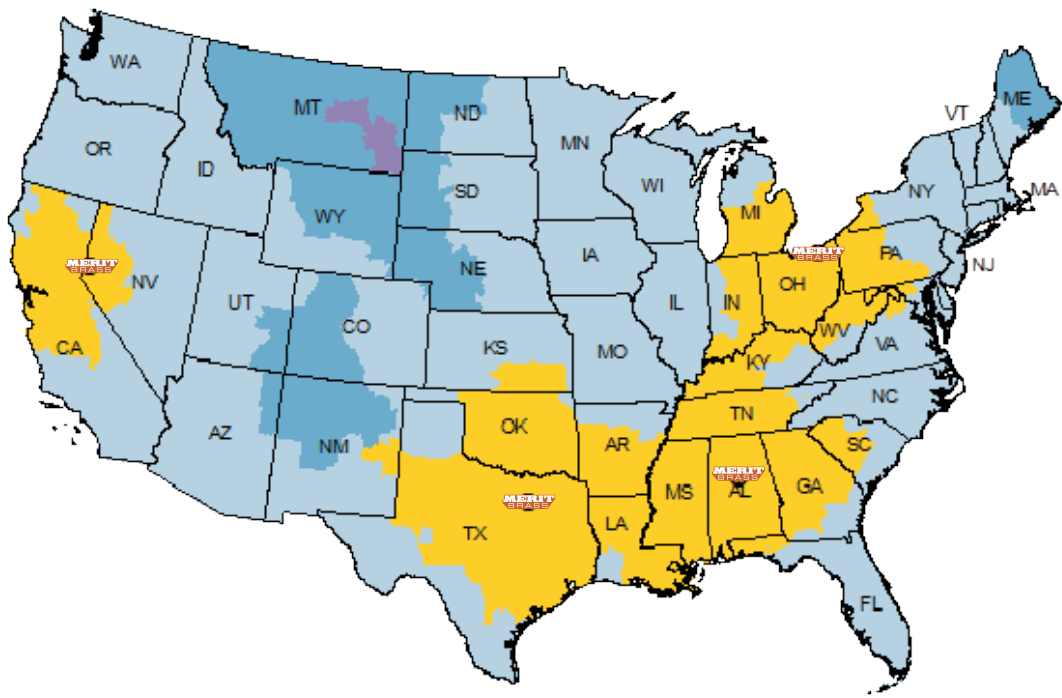 WA
MT
ND
ME
VT
OR
MN
ID
SD
WI
NY
MA
WY
MI
MERIT
BRASS
PA
NE
IA
MERIT
BRASS
NJ
NV
OH
UT
IL
IN
CO
WV
CA
KS
MO
VA
KY
NC
AZ
OK
TN
NM
AR
SC
MERIT
BRASS
MS
AL
GA
MERIT
BRASS
TX
LA
FL